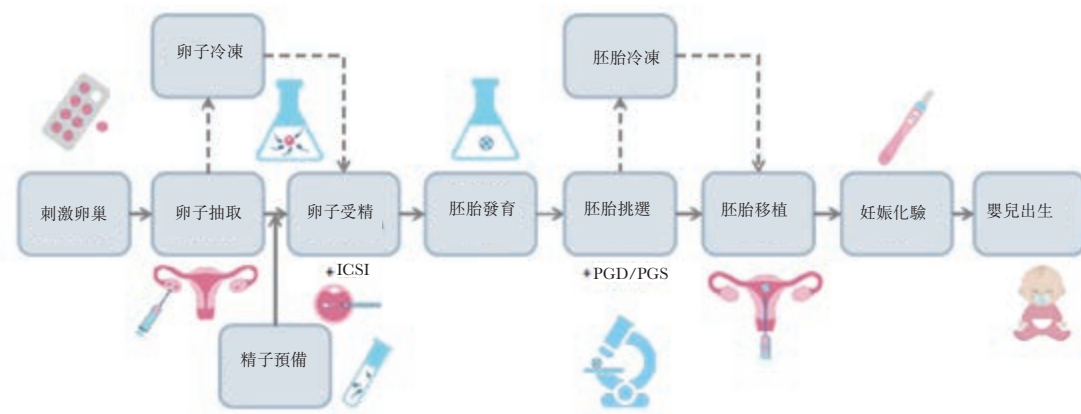 卵子冷凍
胚胎冷凍
刺激卵巢
卵子抽取
卵子受精
胚胎發育
胚胎挑選
胚胎移植
妊娠化驗
嬰兒出生
+ICSI
+PGD/PGS
精子預備